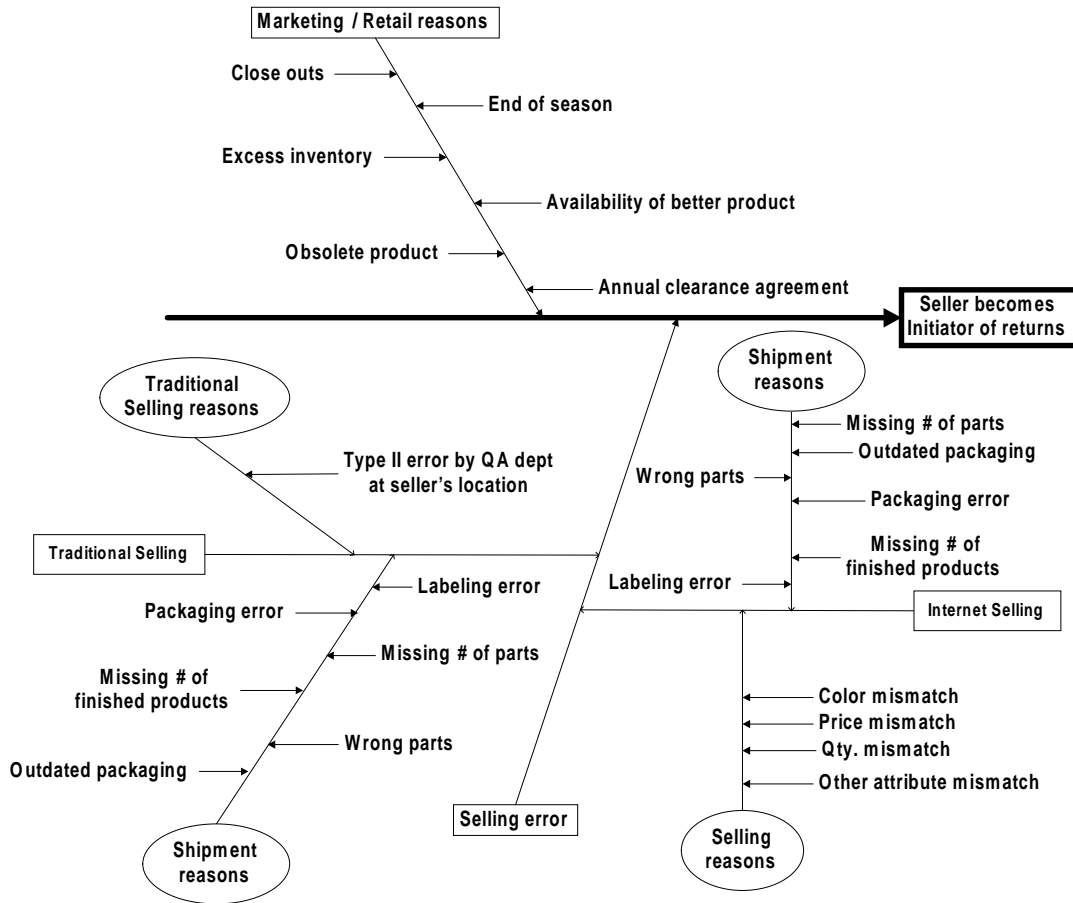 Marketing / Retail reasons
Close outs
End of season
Excess inventory
Availability of better product
Obsolete product
Annual clearance agreement
Seller becomes
Initiator of returns
Shipment
reasons
Traditional
Selling reasons
Missing # of parts
Outdated packaging
Type II error by QA dept
at seller's location
Wrong parts
Packaging error
Missing # of
finished products
Traditional Selling
Labeling error
Labeling error
Packaging error
Internet Selling
Missing # of parts
Missing # of
finished products
Color mismatch
Price mismatch
Wrong parts
Qty. mismatch
Outdated packaging
Other attribute mismatch
Selling error
Shipment
reasons
Selling
reasons